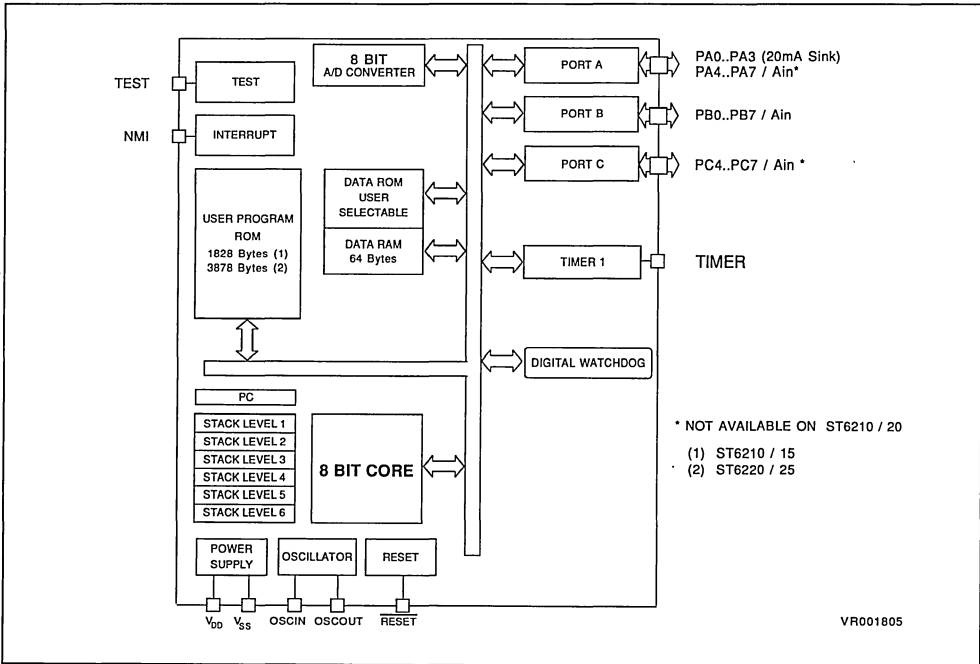 8 BIT
A/D CONVERTER
PORT A
PA0..PA3 (20mA Sink)
PA4..PA7 / Ain*
TEST
TEST
PORT B
PB0..PB7 / Ain
NMI
INTERRUPT
PORT C
PC4..PC7 / Ain *
DATA ROM
USER
SELECTABLE
USER PROGRAM
ROM
1828 Bytes (1)
3878 Bytes (2)
DATA RAM
64 Bytes
TIMER 1
TIMER
DIGITAL WATCHDOG
PC
STACK LEVEL 1
STACK LEVEL 2
STACK LEVEL 3
STACK LEVEL 4
STACK LEVEL 5
STACK LEVEL 6
8 BIT CORE
* NOT AVAILABLE ON ST6210 / 20
(1) ST6210 / 15
(2) ST6220 / 25
POWER
SUPPLY
OSCILLATOR
RESET
VDD
VSS
OSCIN
OSCOUT
RESET
VR001805